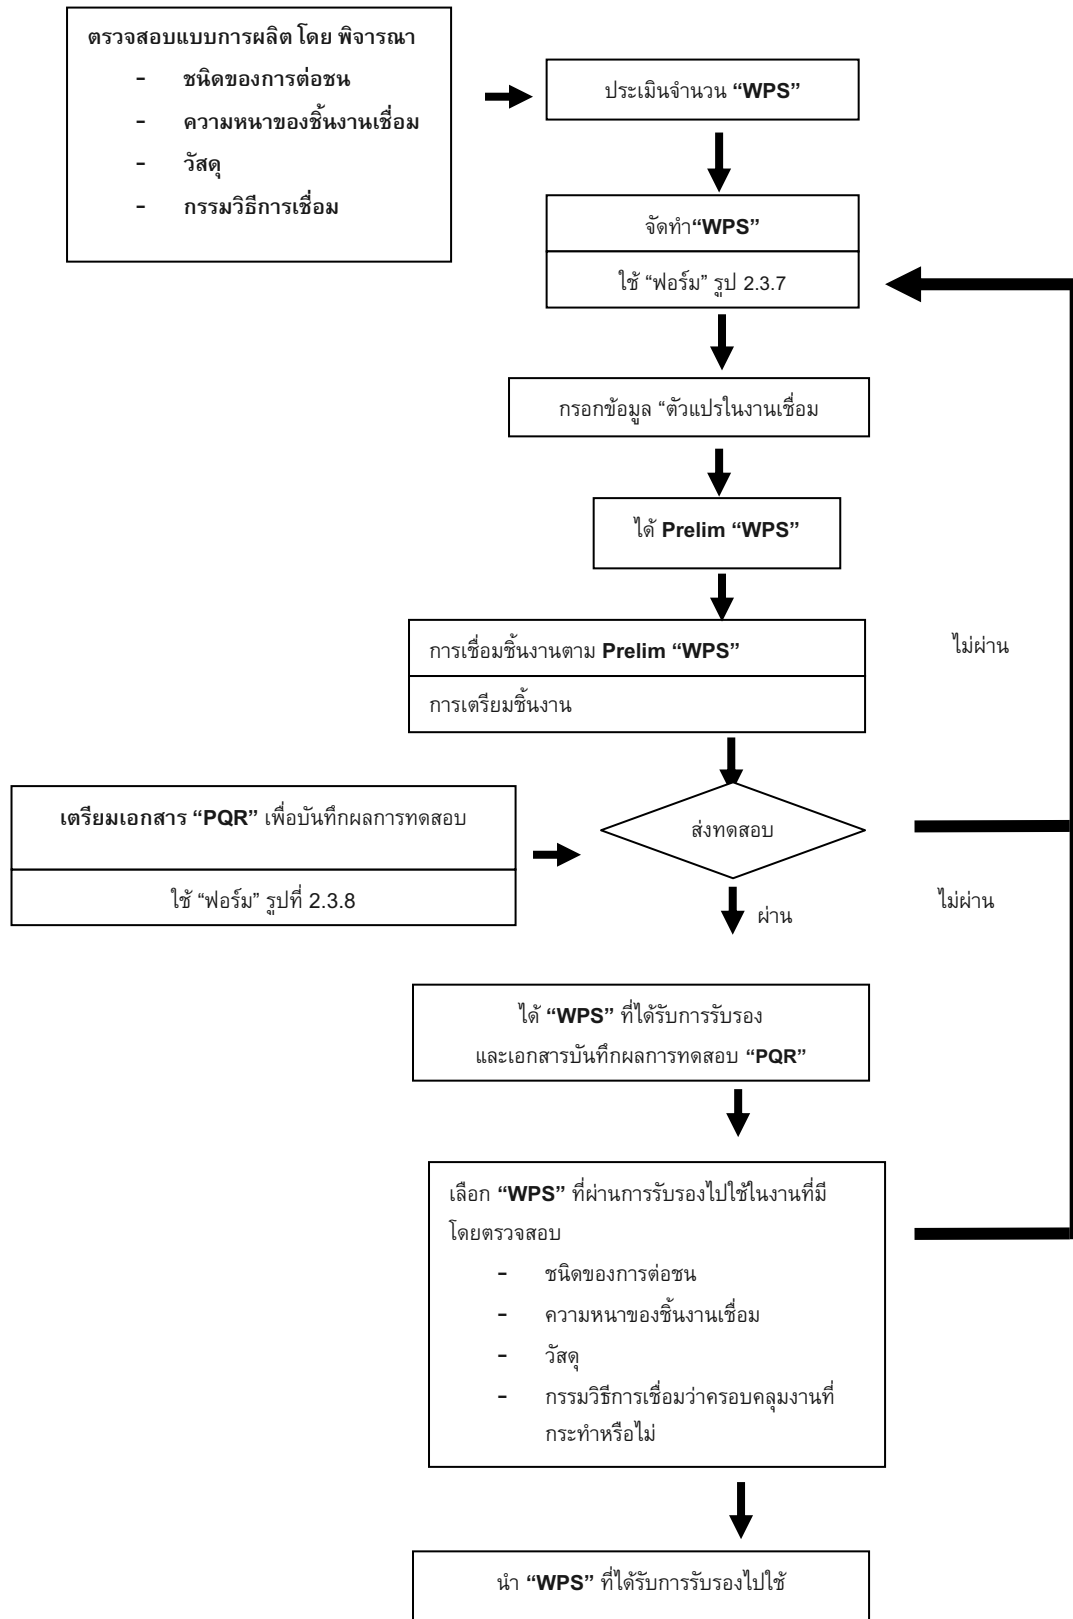 ตรวจสอบแบบการผลิต โดย พิจารณา
- ชนิดของการต่อชน
- ความหนาของชิ้นงานเชื่อม
- วัสดุ
- กรรมวิธีการเชื่อม
ประเมินจำนวน “WPS”
จัดทำ“WPS”
ใช้ “ฟอร์ม” รูป 2.3.7
กรอกข้อมูล “ตัวแปรในงานเชื่อม
ได้ Prelim “WPS”
การเชื่อมชิ้นงานตาม Prelim “WPS”
การเตรียมชิ้นงาน
ไม่ผ่าน
เตรียมเอกสาร “PQR” เพื่อบันทึกผลการทดสอบ
ใช้ “ฟอร์ม” รูปที่ 2.3.8
ส่งทดสอบ
ไม่ผ่าน
ผ่าน
ได้ “WPS” ที่ได้รับการรับรอง
และเอกสารบันทึกผลการทดสอบ “PQR”
เลือก “WPS” ที่ผ่านการรับรองไปใช้ในงานที่มี
โดยตรวจสอบ
- ชนิดของการต่อชน
- ความหนาของชิ้นงานเชื่อม
- วัสดุ
- กรรมวิธีการเชื่อมว่าครอบคลุมงานที่
กระทำหรือไม่
นำ “WPS” ที่ได้รับการรับรองไปใช้